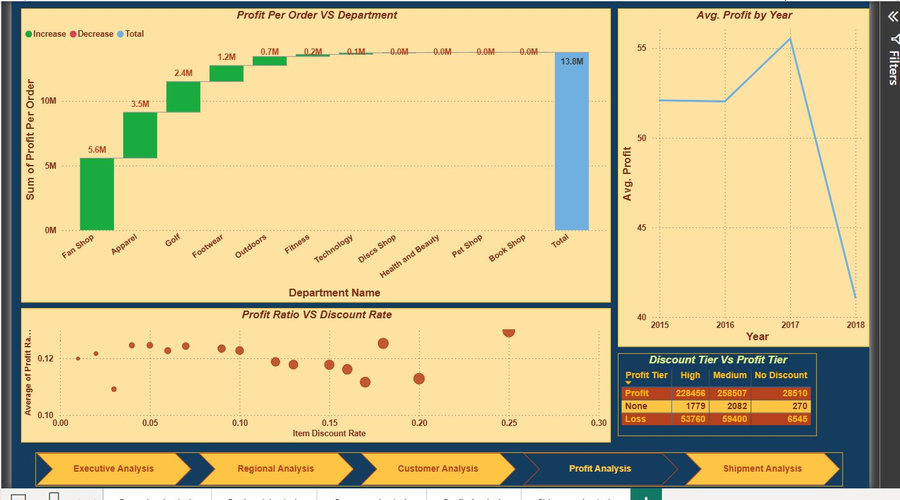 Profit Per Order VS Department
Increase Decrease Total
Sum of Profit Per Order
10M
5M
0M
5.6M
3.5M
2.4M
1.2M
0.7M
0.2M
0.1M
0.0M
0.0M
0.0M
0.0M
13.8M
Fan Shop
Apparel
Golf
Footwear
Outdoors
Fitness
Technology
Discs Shop
Health and Beauty
Pet Shop
Book Shop
Total
Department Name
Avg. Profit by Year
Avg. Profit
55
50
45
40
2015 2016 2017 2018
Year
Filters
Profit Ratio VS Discount Rate
Average of Profit Ra...
0.12
0.10
0.00 0.05 0.10 0.15 0.20 0.25 0.30
Item Discount Rate
Discount Tier Vs Profit Tier
Profit Tier High Medium No Discount
Profit 228456 258507 28510
None 1779 2082 270
Loss 53760 59400 6545
Executive Analysis
Regional Analysis
Customer Analysis
Profit Analysis
Shipment Analysis